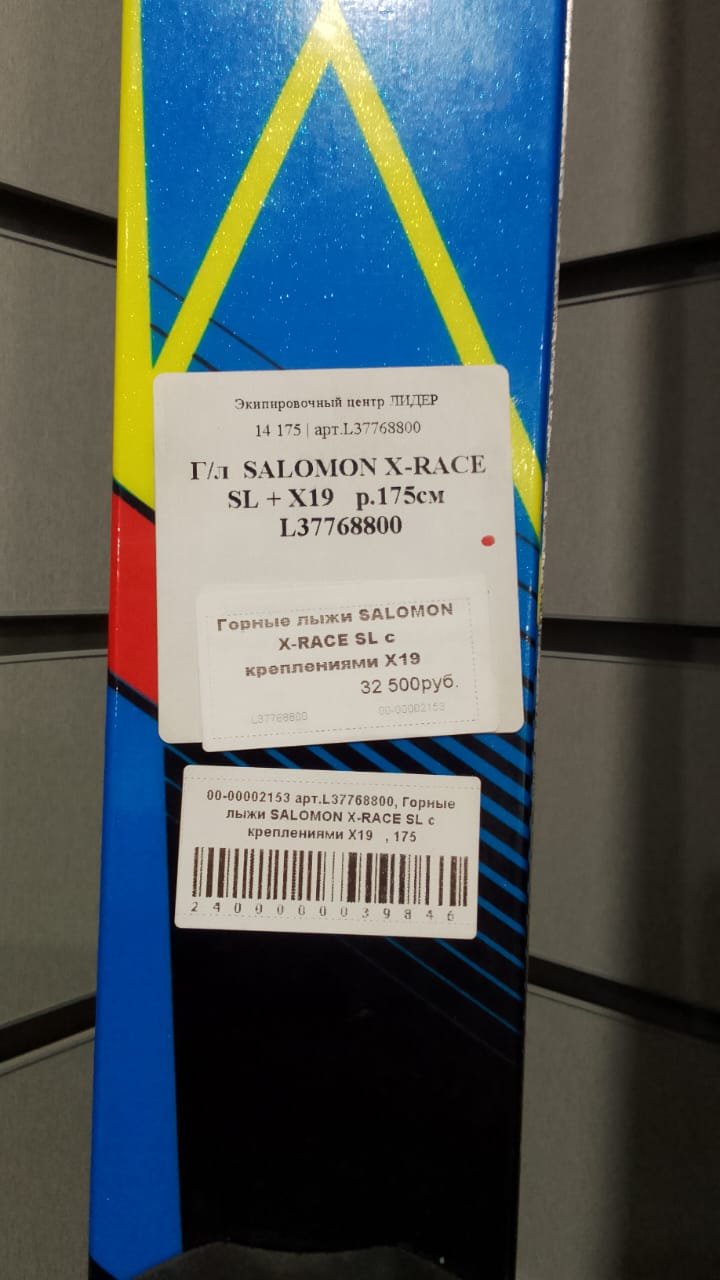 Экипировочный центр ЛИДЕР
14 175 | арт.L37768800
Г/л SALOMON X-RACE
SL + X19 р.175см
L37768800
Горные лыжи SALOMON
X-RACE SL с
креплениями X19
32 500руб.
L37768800 00-00002153
00-00002153 арт.L37768800, Горные
лыжи SALOMON X-RACE SL с
креплениями X19 , 175
2400000039846